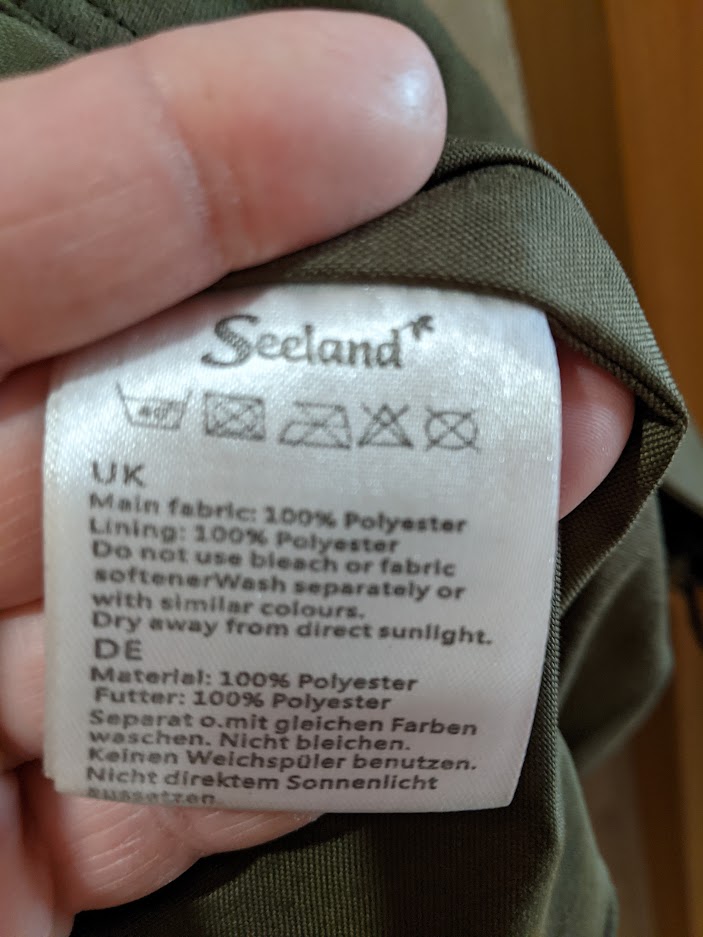 Seeland
40°
UK
Main fabric: 100% Polyester
Lining: 100% Polyester
Do not use bleach or fabric
softenerWash separately or
with similar colours.
Dry away from direct sunlight.
DE
Material: 100% Polyester
Futter: 100% Polyester
Separat o.mit gleichen Farben
waschen. Nicht bleichen.
Keinen Weichspüler benutzen.
Nicht direktem Sonnenlicht
aussetzen.